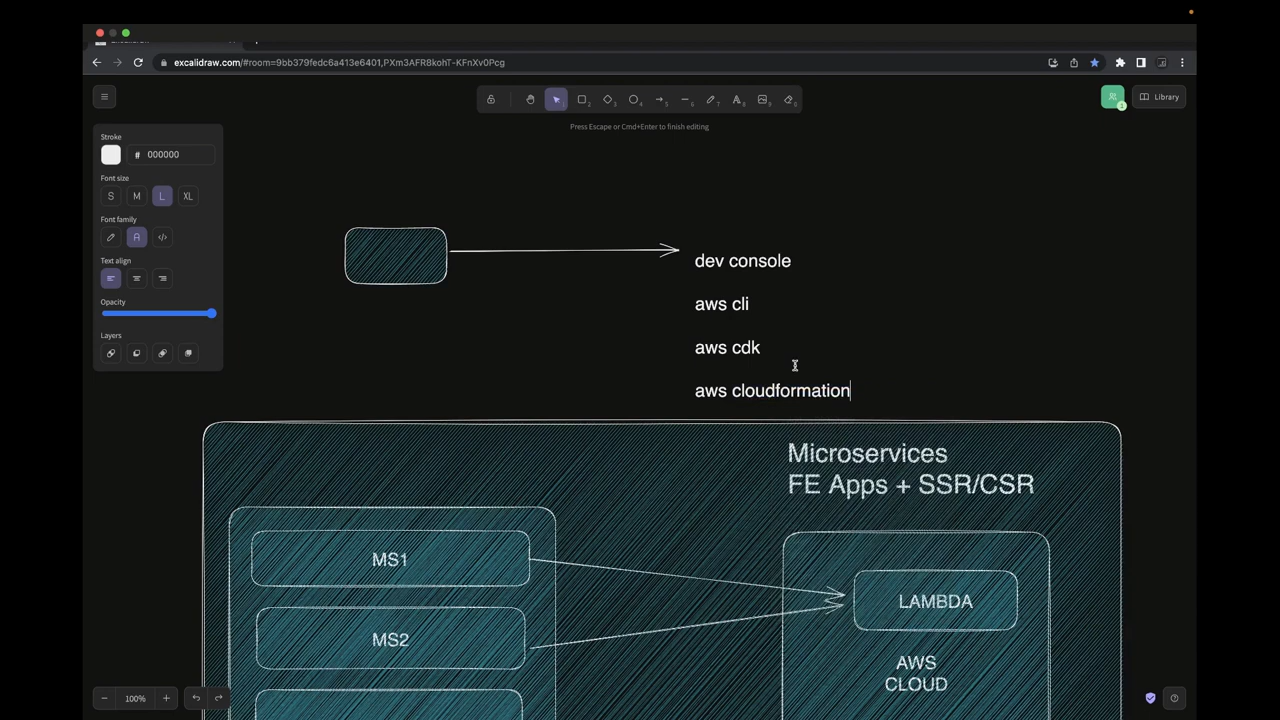 excalidraw.com/#room=9bb379fedc6a413e6401,PXm3AFR8kohT-KFnXv0Pcg
Library
Press Escape or Cmd+Enter to finish editing
Stroke
# 000000
Font size
S M L XL
Font family
A
Text align
Opacity
Layers
dev console
aws cli
aws cdk
aws cloudformation
Microservices
FE Apps + SSR/CSR
MS1
MS2
LAMBDA
AWS
CLOUD
100%